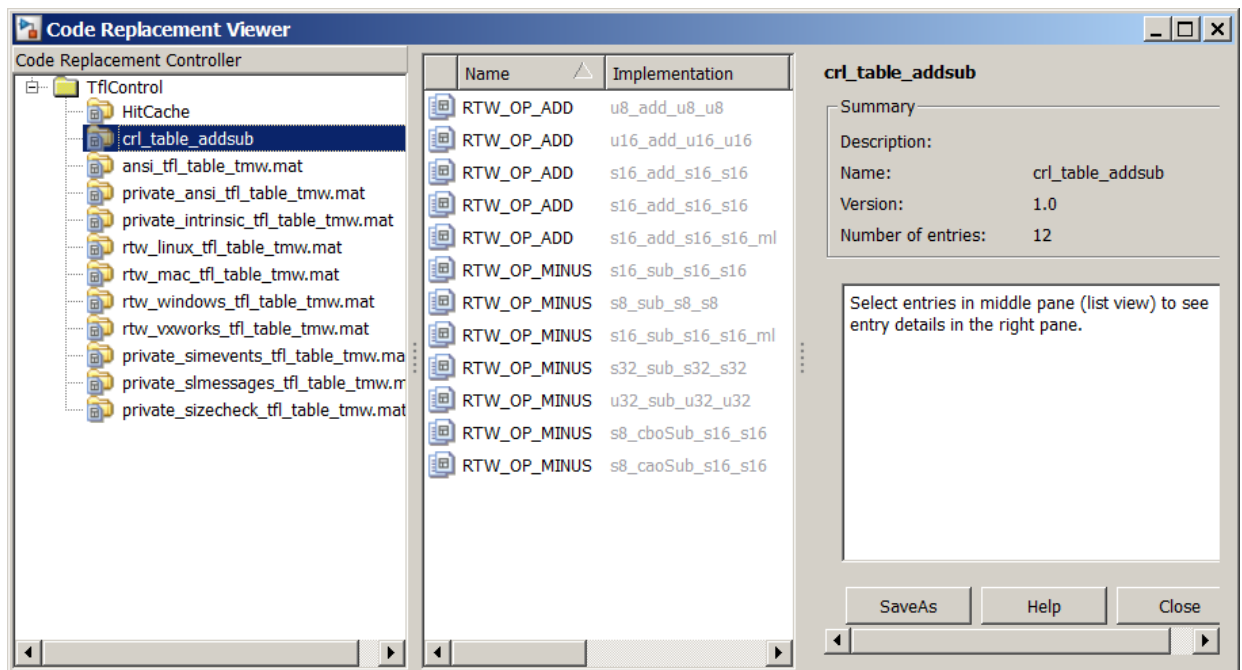 Code Replacement Viewer
Code Replacement Controller
TflControl
HitCache
crl_table_addsub
ansi_tfl_table_tmw.mat
private_ansi_tfl_table_tmw.mat
private_intrinsic_tfl_table_tmw.mat
rtw_linux_tfl_table_tmw.mat
rtw_mac_tfl_table_tmw.mat
rtw_windows_tfl_table_tmw.mat
rtw_vxworks_tfl_table_tmw.mat
private_simevents_tfl_table_tmw.ma
private_slmessages_tfl_table_tmw.m
private_sizecheck_tfl_table_tmw.mat
Name Implementation
RTW_OP_ADD u8_add_u8_u8
RTW_OP_ADD u16_add_u16_u16
RTW_OP_ADD s16_add_s16_s16
RTW_OP_ADD s16_add_s16_s16
RTW_OP_ADD s16_add_s16_s16_ml
RTW_OP_MINUS s16_sub_s16_s16
RTW_OP_MINUS s8_sub_s8_s8
RTW_OP_MINUS s16_sub_s16_s16_ml
RTW_OP_MINUS s32_sub_s32_s32
RTW_OP_MINUS u32_sub_u32_u32
RTW_OP_MINUS s8_cboSub_s16_s16
RTW_OP_MINUS s8_caoSub_s16_s16
crl_table_addsub
Summary
Description:
Name: crl_table_addsub
Version: 1.0
Number of entries: 12
Select entries in middle pane (list view) to see
entry details in the right pane.
SaveAs Help Close